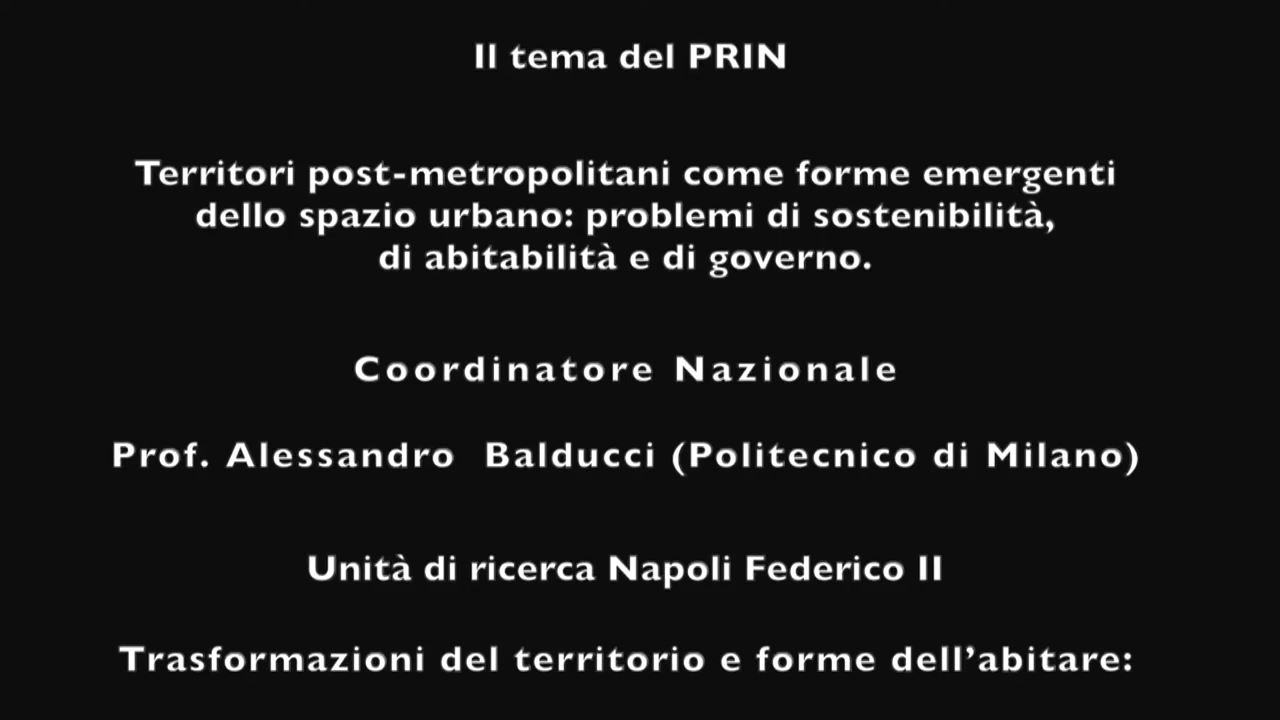 Il tema del PRIN
Territori post-metropolitani come forme emergenti
dello spazio urbano: problemi di sostenibilità,
di abitabilità e di governo.
Coordinatore Nazionale
Prof. Alessandro Balducci (Politecnico di Milano)
Unità di ricerca Napoli Federico II
Trasformazioni del territorio e forme dell’abitare: